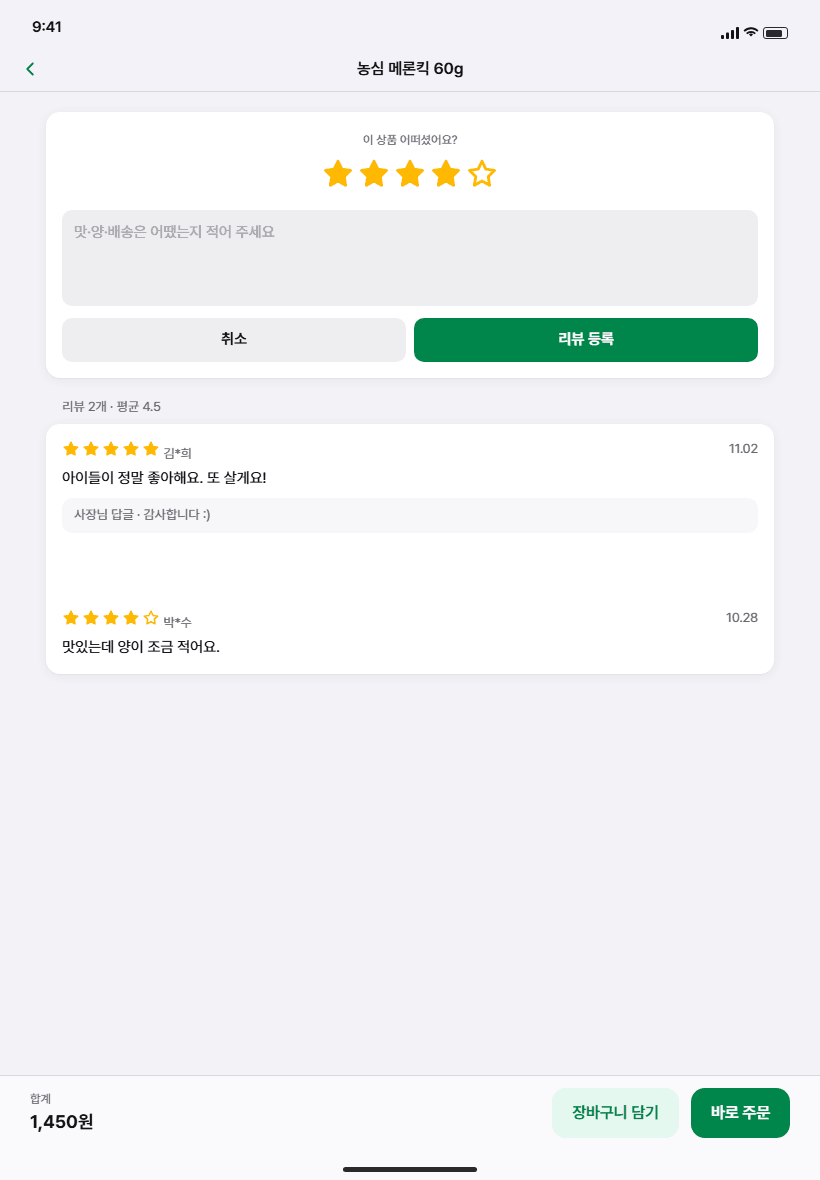 9:41
농심 메론킥 60g
이 상품 어떠셨어요?
맛·양·배송은 어땠는지 적어 주세요
취소
리뷰 등록
리뷰 2개 · 평균 4.5
김*희
11.02
아이들이 정말 좋아해요. 또 살게요!
사장님 답글 · 감사합니다 :)
박*수
10.28
맛있는데 양이 조금 적어요.
합계
1,450원
장바구니 담기
바로 주문